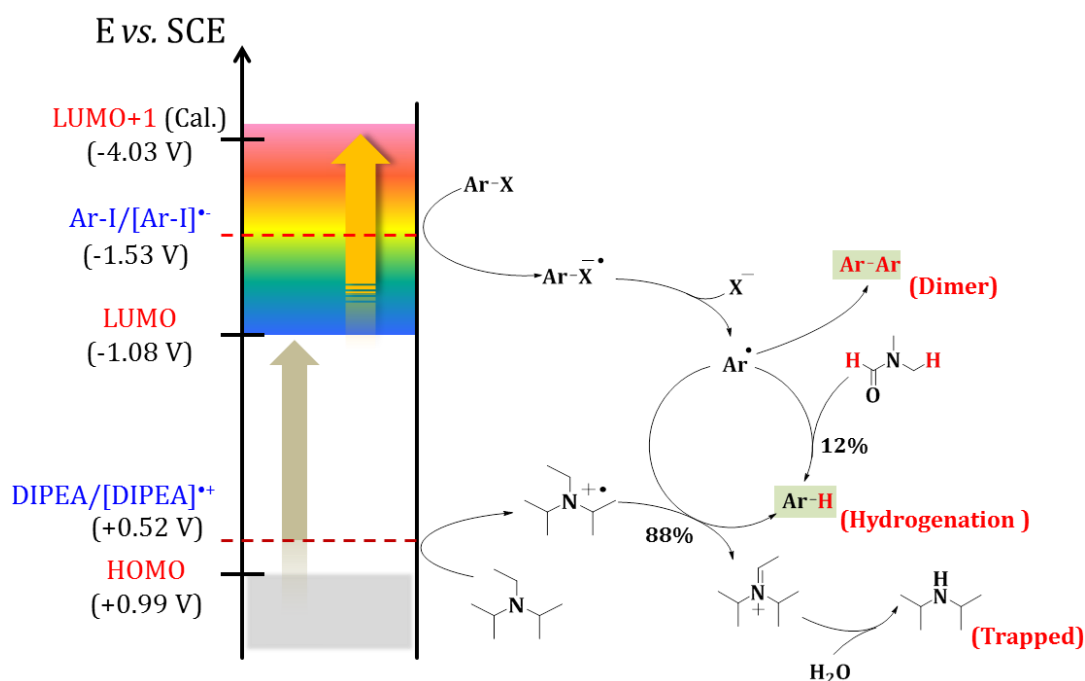 E vs. SCE
LUMO+1 (Cal.)
(-4.03 V)
Ar-I/[Ar-I]•-
(-1.53 V)
LUMO
(-1.08 V)
DIPEA/[DIPEA]•+
(+0.52 V)
HOMO
(+0.99 V)
Ar-X
Ar-X—•
X—
Ar•
Ar-Ar
(Dimer)
H
N
H
O
12%
N
+•
88%
Ar-H
(Hydrogenation )
N
N
+
H
N
(Trapped)
H2O